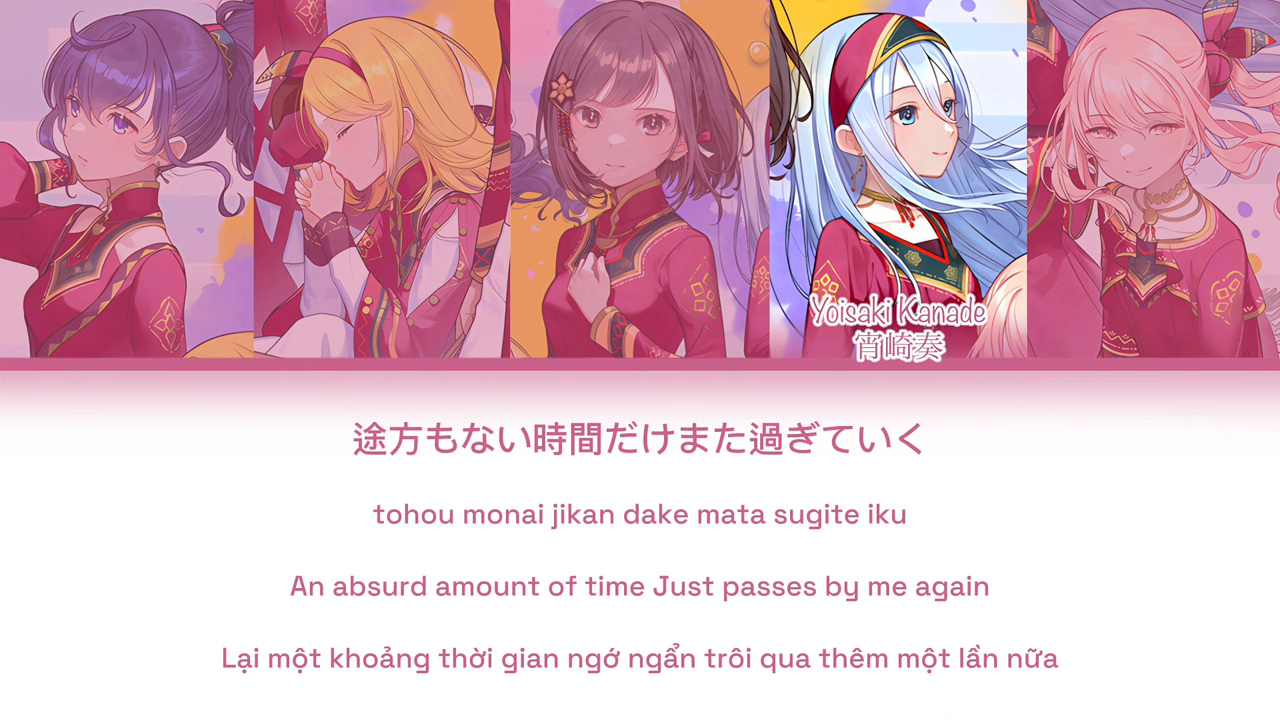 Yoisaki Kanade
宵崎奏
途方もない時間だけまた過ぎていく
tohou monai jikan dake mata sugite iku
An absurd amount of time Just passes by me again
Lại một khoảng thời gian ngớ ngẩn trôi qua thêm một lần nữa